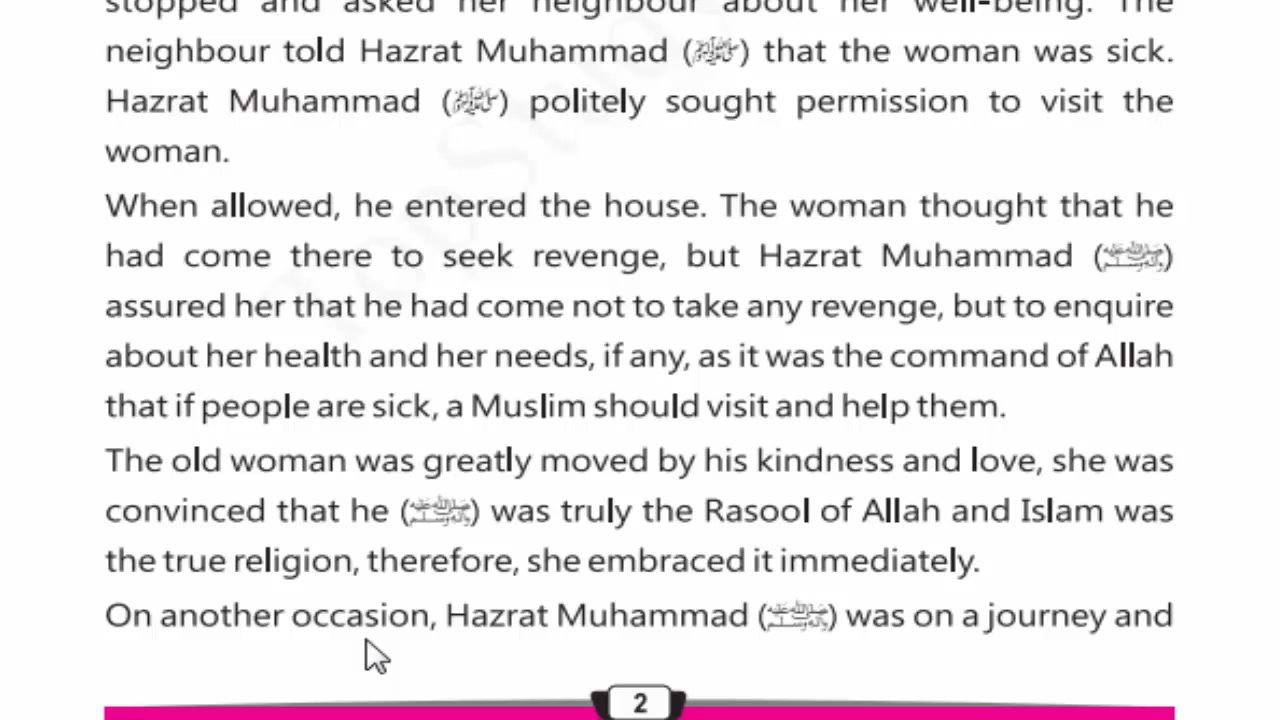 stopped and asked her neighbour about her well-being. The
neighbour told Hazrat Muhammad (ﷺ) that the woman was sick.
Hazrat Muhammad (ﷺ) politely sought permission to visit the
woman.
When allowed, he entered the house. The woman thought that he
had come there to seek revenge, but Hazrat Muhammad (ﷺ)
assured her that he had come not to take any revenge, but to enquire
about her health and her needs, if any, as it was the command of Allah
that if people are sick, a Muslim should visit and help them.
The old woman was greatly moved by his kindness and love, she was
convinced that he (ﷺ) was truly the Rasool of Allah and Islam was
the true religion, therefore, she embraced it immediately.
On another occasion, Hazrat Muhammad (ﷺ) was on a journey and
2